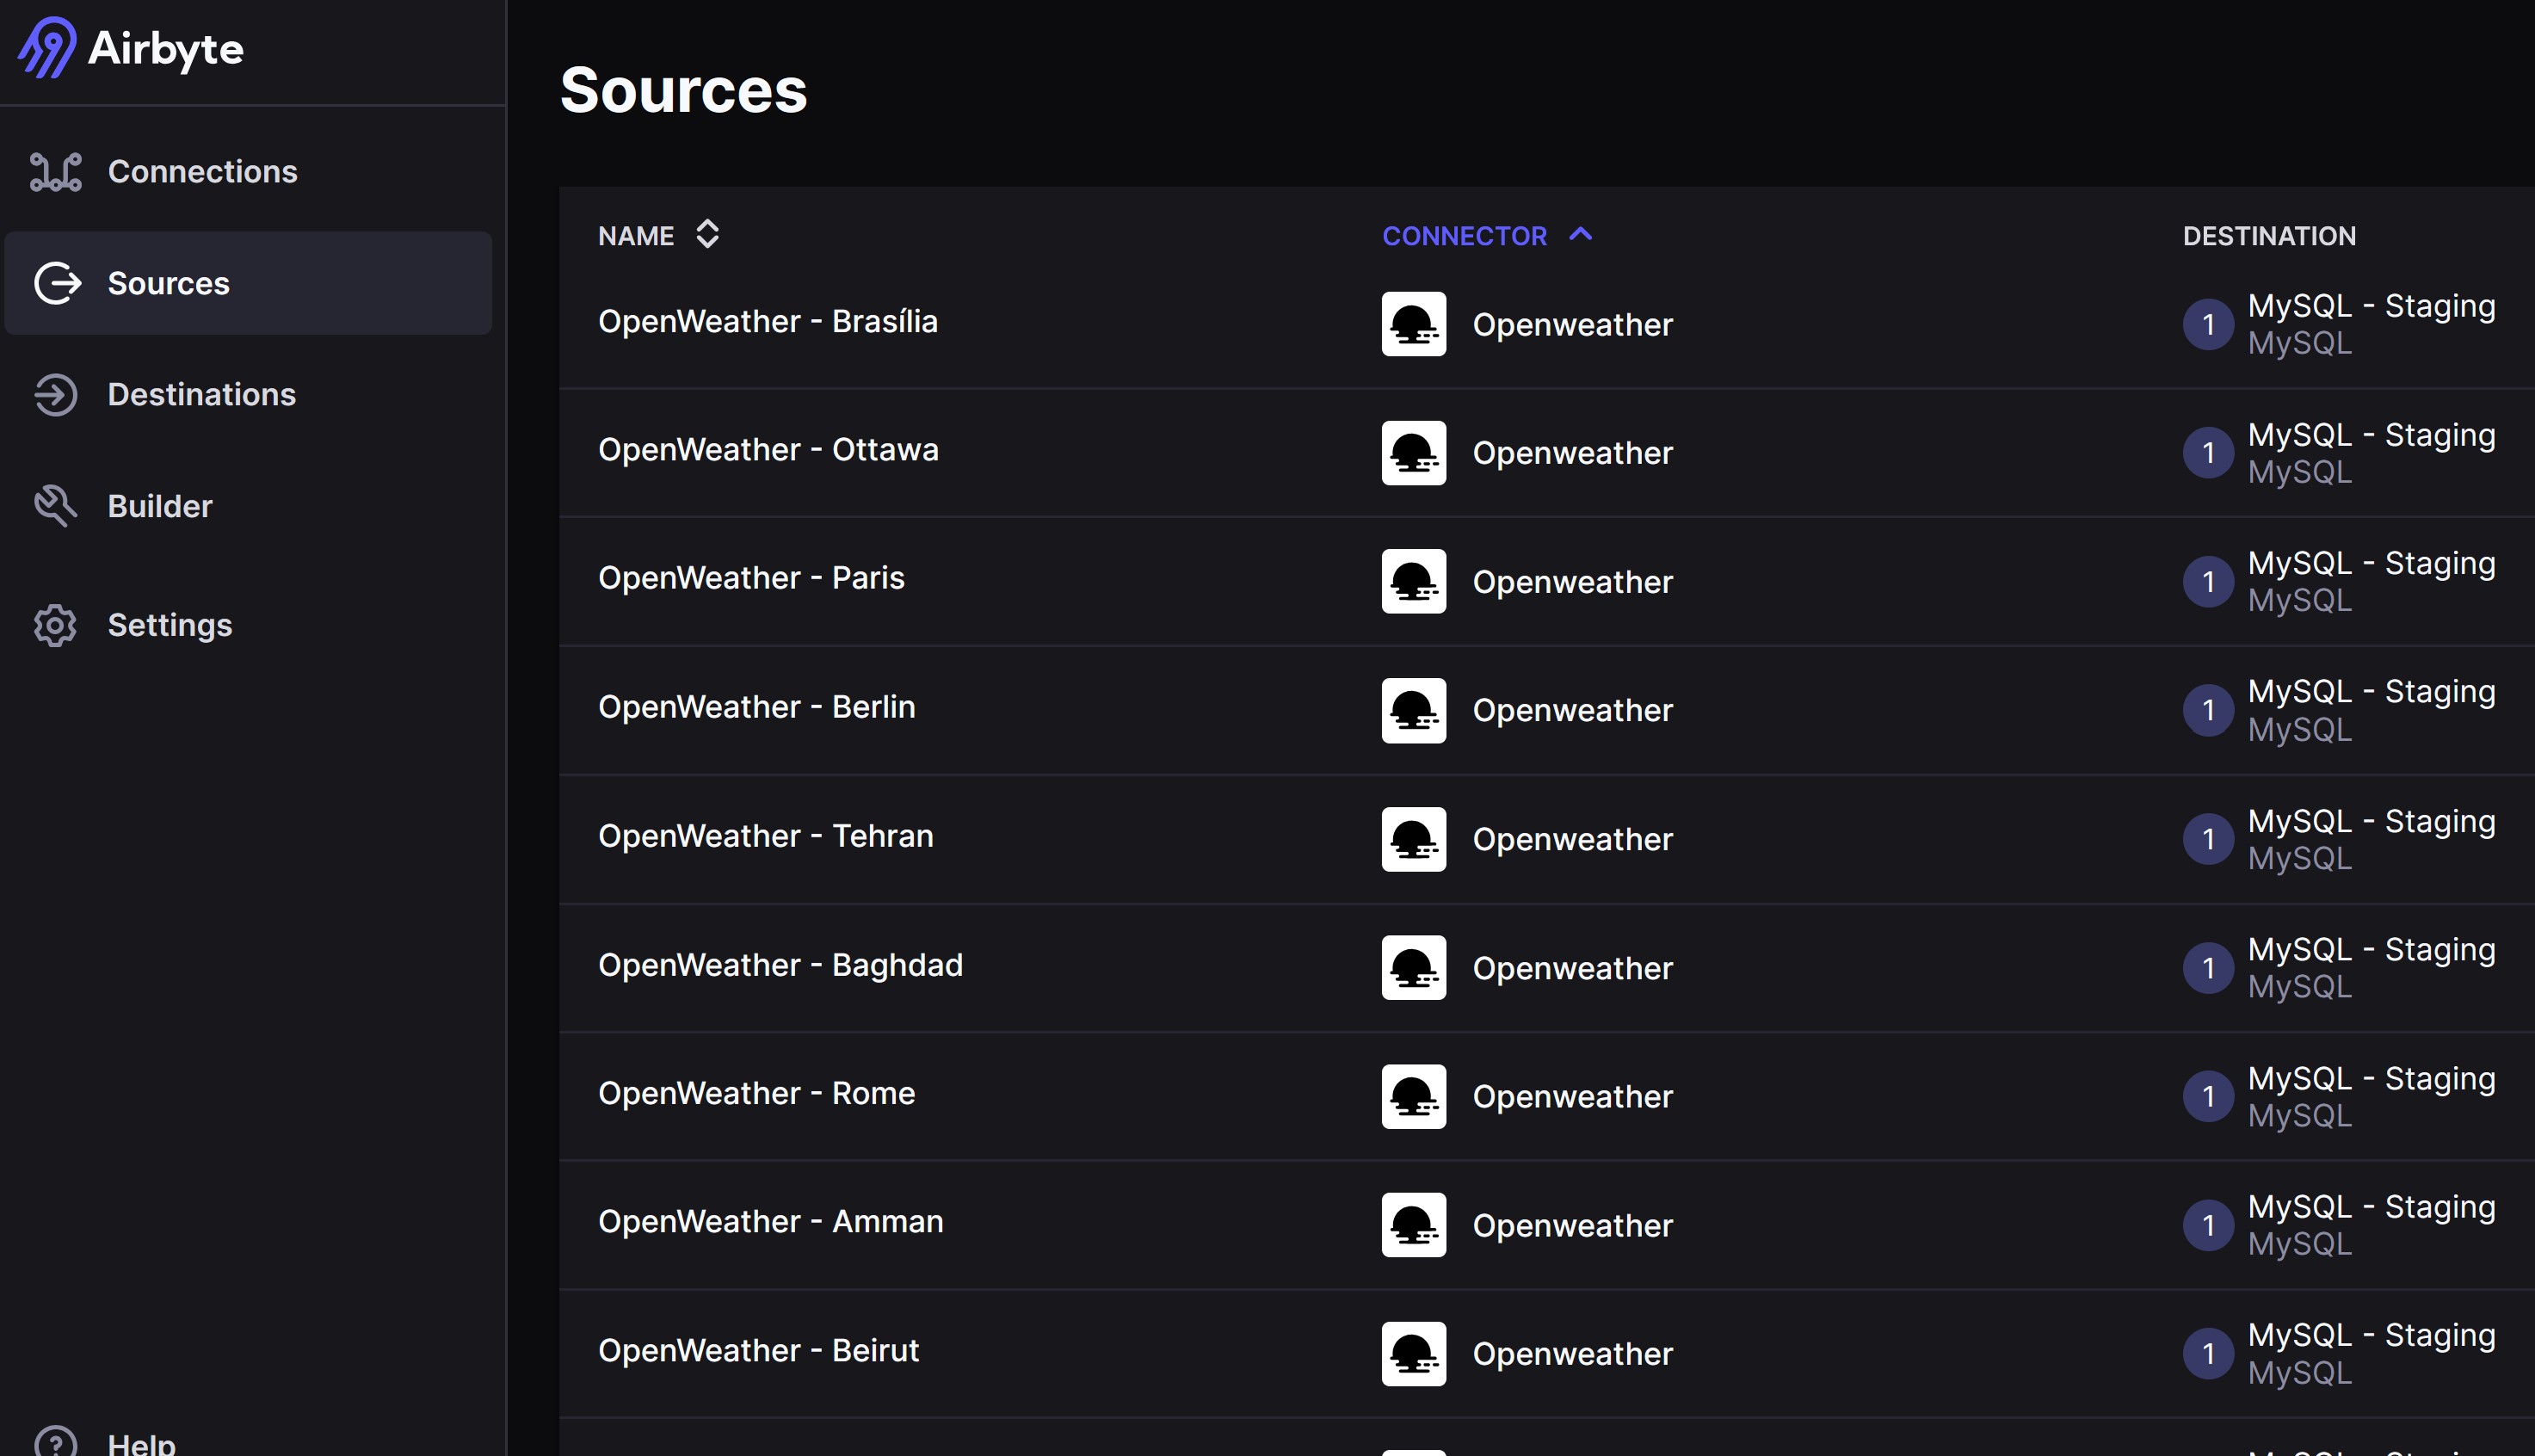 Airbyte
Connections
Sources
Destinations
Builder
Settings
Help
Sources
NAME CONNECTOR DESTINATION
OpenWeather - Brasília Openweather 1 MySQL - Staging
MySQL
OpenWeather - Ottawa Openweather 1 MySQL - Staging
MySQL
OpenWeather - Paris Openweather 1 MySQL - Staging
MySQL
OpenWeather - Berlin Openweather 1 MySQL - Staging
MySQL
OpenWeather - Tehran Openweather 1 MySQL - Staging
MySQL
OpenWeather - Baghdad Openweather 1 MySQL - Staging
MySQL
OpenWeather - Rome Openweather 1 MySQL - Staging
MySQL
OpenWeather - Amman Openweather 1 MySQL - Staging
MySQL
OpenWeather - Beirut Openweather 1 MySQL - Staging
MySQL